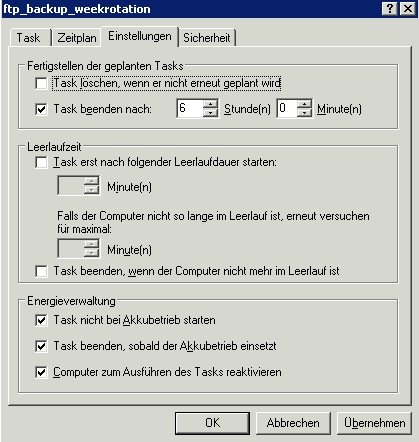 ftp_backup_weekrotation
Task Zeitplan Einstellungen Sicherheit
Fertigstellen der geplanten Tasks
Task löschen, wenn er nicht erneut geplant wird
Task beenden nach: 6 Stunde(n) 0 Minute(n)
Leerlaufzeit
Task erst nach folgender Leerlaufdauer starten:
Minute(n)
Falls der Computer nicht so lange im Leerlauf ist, erneut versuchen
für maximal:
Minute(n)
Task beenden, wenn der Computer nicht mehr im Leerlauf ist
Energieverwaltung
Task nicht bei Akkubetrieb starten
Task beenden, sobald der Akkubetrieb einsetzt
Computer zum Ausführen des Tasks reaktivieren
OK Abbrechen Übernehmen